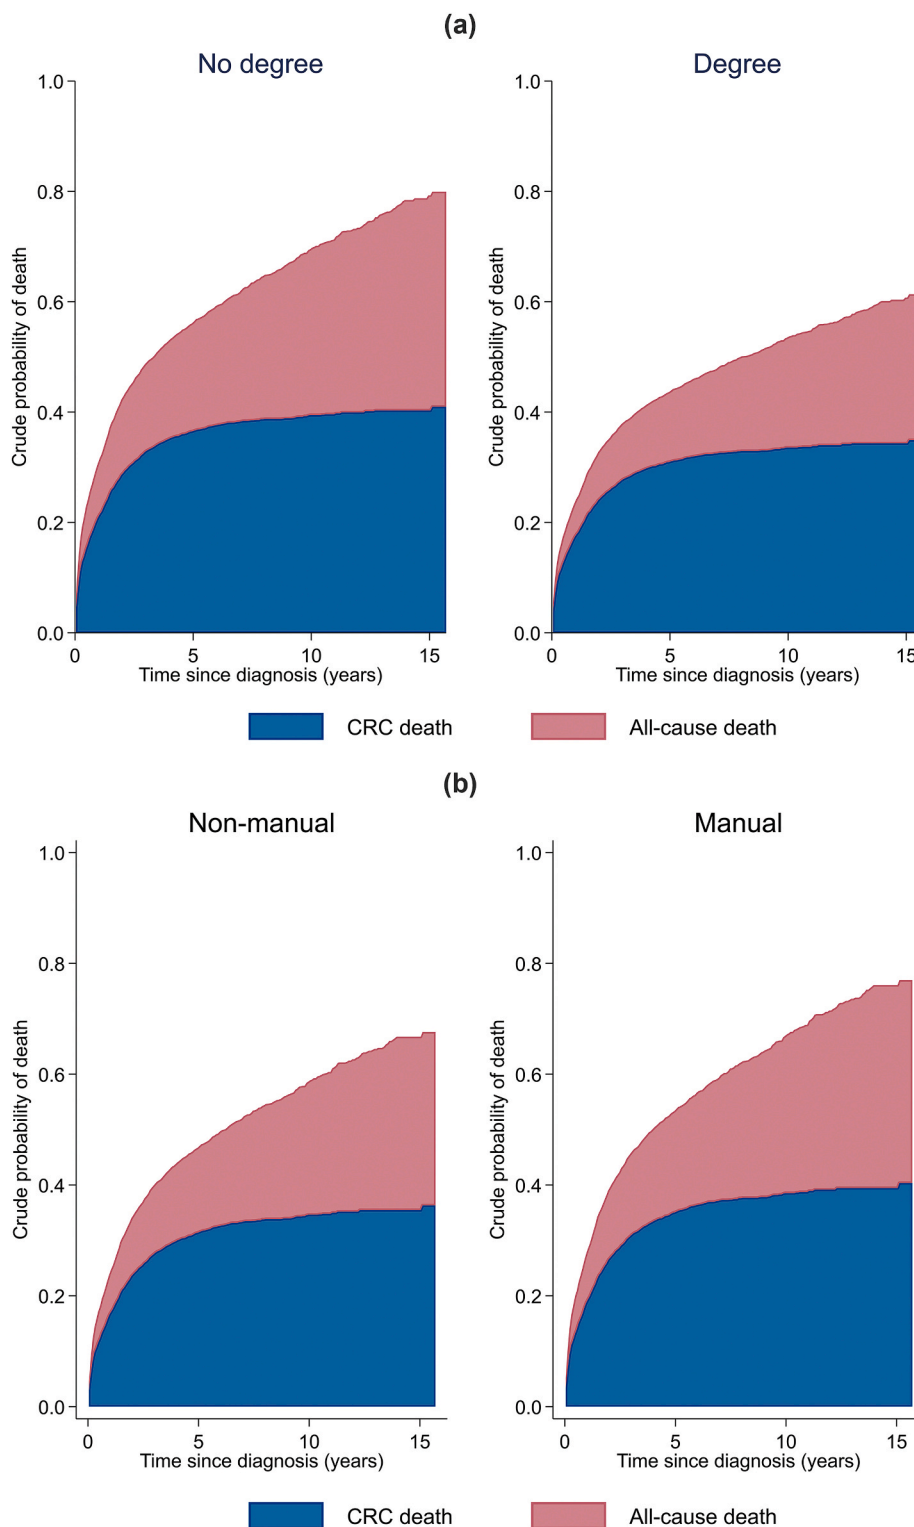 (a)
No degree
Degree
Crude probability of death
1.0
0.8
0.6
0.4
0.2
0.0
0 5 10 15
Time since diagnosis (years)
Crude probability of death
1.0
0.8
0.6
0.4
0.2
0.0
0 5 10 15
Time since diagnosis (years)
CRC death
All-cause death
(b)
Non-manual
Manual
Crude probability of death
1.0
0.8
0.6
0.4
0.2
0.0
0 5 10 15
Time since diagnosis (years)
Crude probability of death
1.0
0.8
0.6
0.4
0.2
0.0
0 5 10 15
Time since diagnosis (years)
CRC death
All-cause death